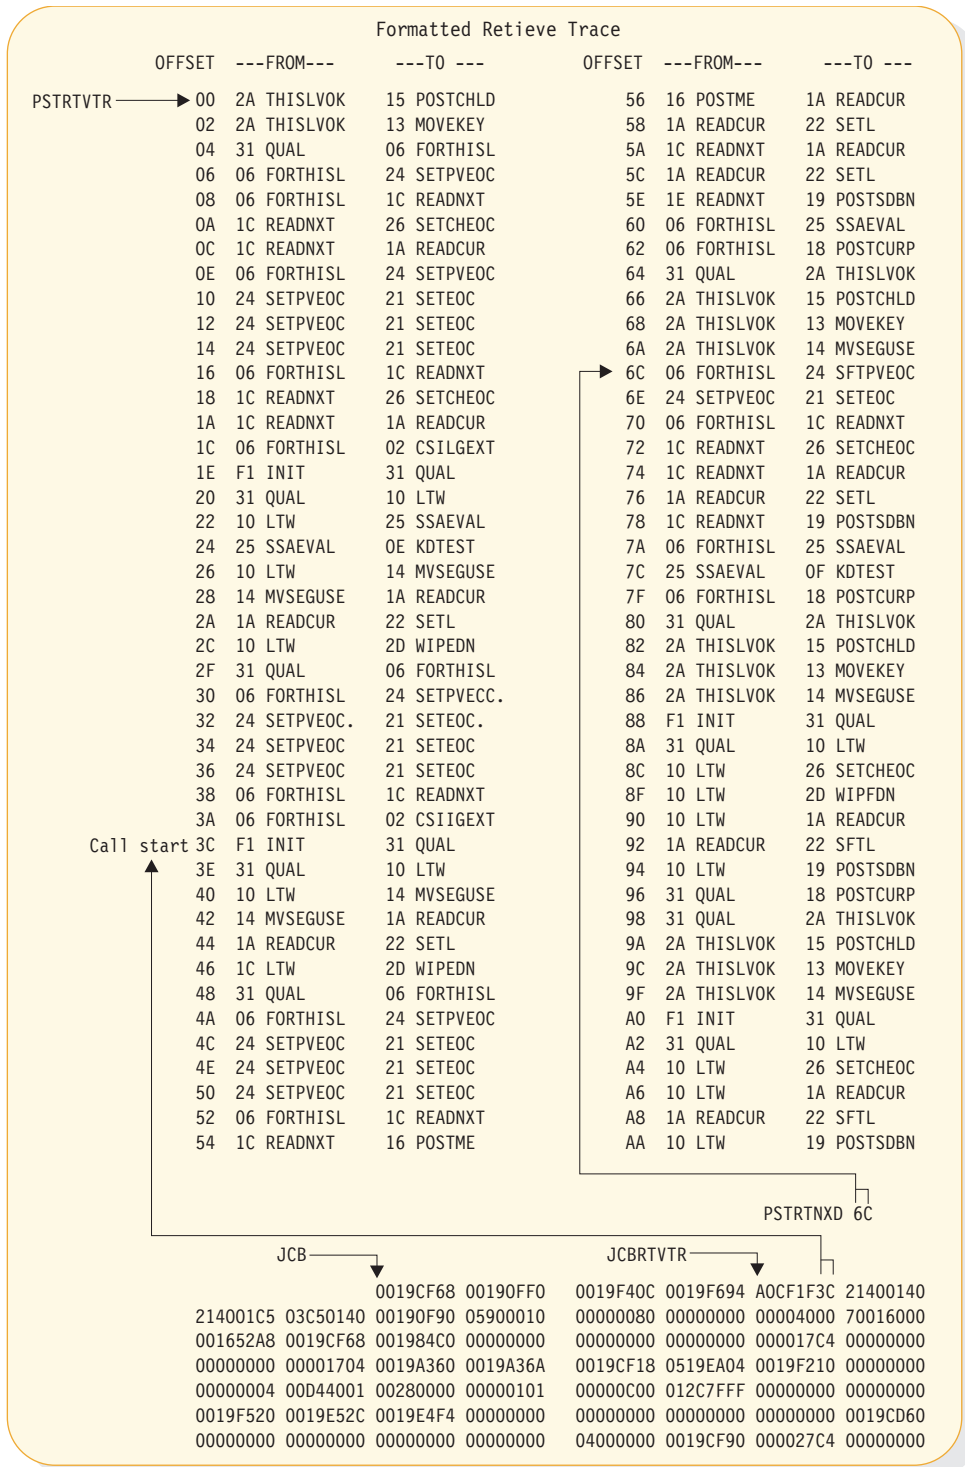 Formatted Retieve Trace
OFFSET ---FROM--- ---TO --- OFFSET ---FROM--- ---TO ---
PSTRTVTR 00 2A THISLVOK 15 POSTCHLD 56 16 POSTME 1A READCUR
02 2A THISLVOK 13 MOVEKEY 58 1A READCUR 22 SETL
04 31 QUAL 06 FORTHISL 5A 1C READNXT 1A READCUR
06 06 FORTHISL 24 SETPVEOC 5C 1A READCUR 22 SETL
08 06 FORTHISL 1C READNXT 5E 1E READNXT 19 POSTSDBN
0A 1C READNXT 26 SETCHEOC 60 06 FORTHISL 25 SSAEVAL
0C 1C READNXT 1A READCUR 62 06 FORTHISL 18 POSTCURP
0E 06 FORTHISL 24 SETPVEOC 64 31 QUAL 2A THISLVOK
10 24 SETPVEOC 21 SETEOC 66 2A THISLVOK 15 POSTCHLD
12 24 SETPVEOC 21 SETEOC 68 2A THISLVOK 13 MOVEKEY
14 24 SETPVEOC 21 SETEOC 6A 2A THISLVOK 14 MVSEGUSE
16 06 FORTHISL 1C READNXT 6C 06 FORTHISL 24 SFTPVEOC
18 1C READNXT 26 SETCHEOC 6E 24 SETPVEOC 21 SETEOC
1A 1C READNXT 1A READCUR 70 06 FORTHISL 1C READNXT
1C 06 FORTHISL 02 CSILGEXT 72 1C READNXT 26 SETCHEOC
1E F1 INIT 31 QUAL 74 1C READNXT 1A READCUR
20 31 QUAL 10 LTW 76 1A READCUR 22 SETL
22 10 LTW 25 SSAEVAL 78 1C READNXT 19 POSTSDBN
24 25 SSAEVAL 0E KDTEST 7A 06 FORTHISL 25 SSAEVAL
26 10 LTW 14 MVSEGUSE 7C 25 SSAEVAL 0F KDTEST
28 14 MVSEGUSE 1A READCUR 7F 06 FORTHISL 18 POSTCURP
2A 1A READCUR 22 SETL 80 31 QUAL 2A THISLVOK
2C 10 LTW 2D WIPEDN 82 2A THISLVOK 15 POSTCHLD
2F 31 QUAL 06 FORTHISL 84 2A THISLVOK 13 MOVEKEY
30 06 FORTHISL 24 SETPVECC. 86 2A THISLVOK 14 MVSEGUSE
32 24 SETPVEOC. 21 SETEOC. 88 F1 INIT 31 QUAL
34 24 SETPVEOC 21 SETEOC 8A 31 QUAL 10 LTW
36 24 SETPVEOC 21 SETEOC 8C 10 LTW 26 SETCHEOC
38 06 FORTHISL 1C READNXT 8F 10 LTW 2D WIPFDN
3A 06 FORTHISL 02 CSIIGEXT 90 10 LTW 1A READCUR
Call start 3C F1 INIT 31 QUAL 92 1A READCUR 22 SFTL
3E 31 QUAL 10 LTW 94 10 LTW 19 POSTSDBN
40 10 LTW 14 MVSEGUSE 96 31 QUAL 18 POSTCURP
42 14 MVSEGUSE 1A READCUR 98 31 QUAL 2A THISLVOK
44 1A READCUR 22 SETL 9A 2A THISLVOK 15 POSTCHLD
46 1C LTW 2D WIPEDN 9C 2A THISLVOK 13 MOVEKEY
48 31 QUAL 06 FORTHISL 9F 2A THISLVOK 14 MVSEGUSE
4A 06 FORTHISL 24 SETPVEOC A0 F1 INIT 31 QUAL
4C 24 SETPVEOC 21 SETEOC A2 31 QUAL 10 LTW
4E 24 SETPVEOC 21 SETEOC A4 10 LTW 26 SETCHEOC
50 24 SETPVEOC 21 SETEOC A6 10 LTW 1A READCUR
52 06 FORTHISL 1C READNXT A8 1A READCUR 22 SFTL
54 1C READNXT 16 POSTME AA 10 LTW 19 POSTSDBN
PSTRTNXD 6C
JCB JCBRTVTR
0019CF68 00190FF0 0019F40C 0019F694 A0CF1F3C 21400140
214001C5 03C50140 00190F90 05900010 00000080 00000000 00004000 70016000
001652A8 0019CF68 001984C0 00000000 00000000 00000000 000017C4 00000000
00000000 00001704 0019A360 0019A36A 0019CF18 0519EA04 0019F210 00000000
00000004 00D44001 00280000 00000101 00000C00 012C7FFF 00000000 00000000
0019F520 0019E52C 0019E4F4 00000000 00000000 00000000 00000000 0019CD60
00000000 00000000 00000000 00000000 04000000 0019CF90 000027C4 00000000